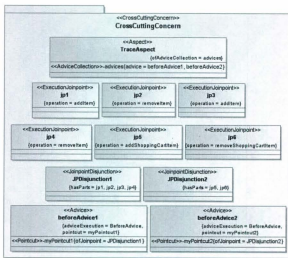 <<CrossCuttingConcern>>
CrossCuttingConcern
<<Aspect>>
TraceAspect
{ofAdviceCollection = advices}
<<AdviceCollection>>-advices{advice = beforeAdvice1, beforeAdvice2}
<<ExecutionJoinpoint>>
jp1
{operation = addItem}
<<ExecutionJoinpoint>>
jp2
{operation = removeItem}
<<ExecutionJoinpoint>>
jp3
{operation = addItem}
<<ExecutionJoinpoint>>
jp4
{operation = removeItem}
<<ExecutionJoinpoint>>
jp5
{operation = addShoppingCartItem}
<<ExecutionJoinpoint>>
jp6
{operation = removeShoppingCartItem}
<<JoinpointDisjunction>>
JPDisjunction1
{hasParts = jp1, jp2, jp3, jp4}
<<JoinpointDisjunction>>
JPDisjunction2
{hasParts = jp5, jp6}
<<Advice>>
beforeAdvice1
{adviceExecution = BeforeAdvice,
pointcut = myPointcut1}
<<Pointcut>>-myPointcut1{ofJoinpoint = JPDisjunction1}
<<Advice>>
beforeAdvice2
{adviceExecution = BeforeAdvice,
pointcut = myPointcut2}
<<Pointcut>>-myPointcut2{ofJoinpoint = JPDisjunction2}